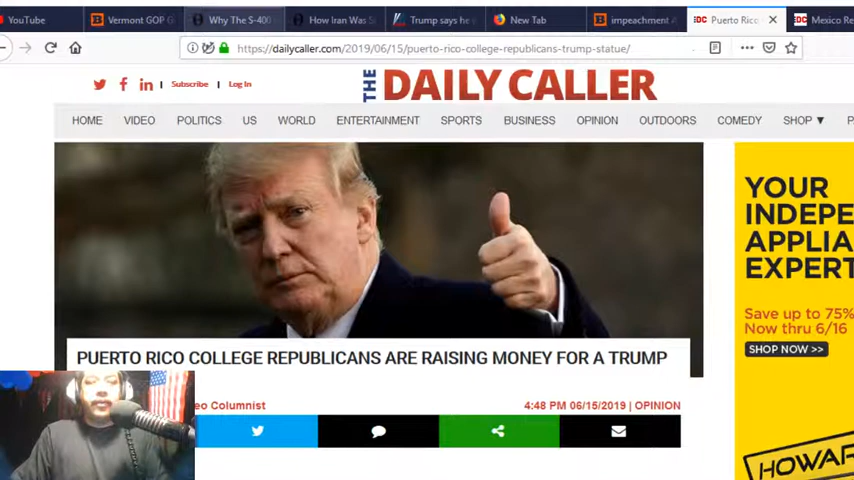 YouTube
Vermont GOP G
Why The S-400
How Iran Was S
Trump says he
New Tab
impeachment A
Puerto Rico
Mexico Re
https://dailycaller.com/2019/06/15/puerto-rico-college-republicans-trump-statue/
Subscribe | Log In
THE DAILY CALLER
HOME VIDEO POLITICS US WORLD ENTERTAINMENT SPORTS BUSINESS OPINION OUTDOORS COMEDY SHOP ▼ P
PUERTO RICO COLLEGE REPUBLICANS ARE RAISING MONEY FOR A TRUMP
eo Columnist
4:48 PM 06/15/2019 | OPINION
YOUR
INDEPE
APPLIA
EXPERT
Save up to 75%
Now thru 6/16
SHOP NOW >>
HOWA